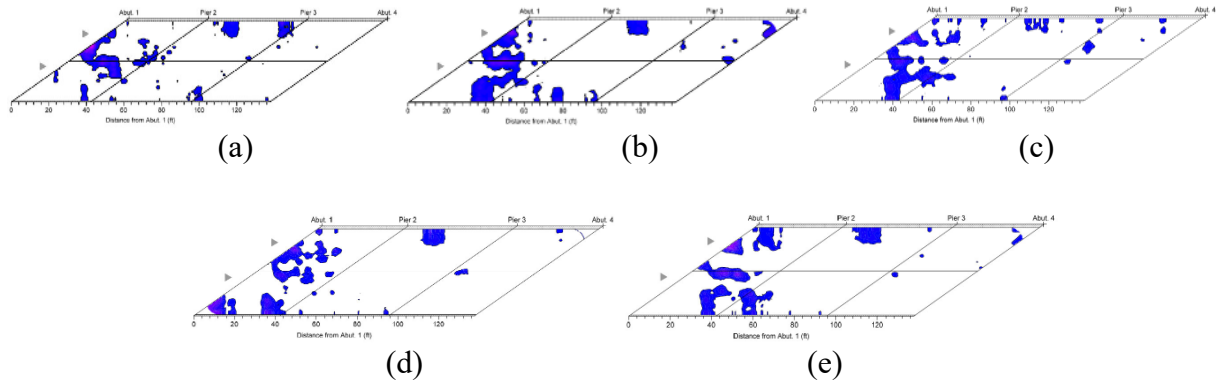 Abut. 1 Pier 2 Pier 3 Abut. 4
0 20 40 60 80 100 120
Distance from Abut. 1 (ft)
(a)
Abut. 1 Pier 2 Pier 3 Abut. 4
0 20 40 60 80 100 120
Distance from Abut. 1 (ft)
(b)
Abut. 1 Pier 2 Pier 3 Abut. 4
0 20 40 60 80 100 120
Distance from Abut. 1 (ft)
(c)
Abut. 1 Pier 2 Pier 3 Abut. 4
0 20 40 60 80 100 120
Distance from Abut. 1 (ft)
(d)
Abut. 1 Pier 2 Pier 3 Abut. 4
0 20 40 60 80 100 120
Distance from Abut. 1 (ft)
(e)